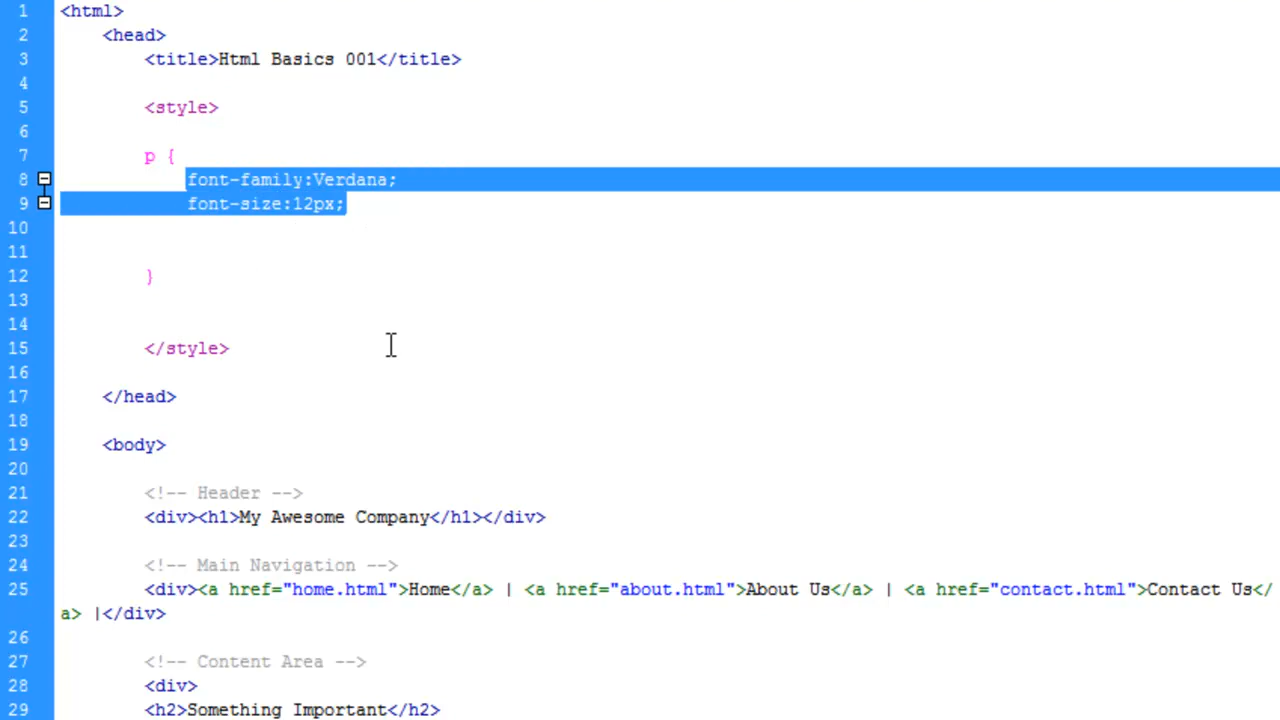 1 <html>
2 <head>
3 <title>Html Basics 001</title>
4
5 <style>
6
7 p {
8 font-family:Verdana;
9 font-size:12px;
10
11
12 }
13
14
15 </style>
16
17 </head>
18
19 <body>
20
21 <!-- Header -->
22 <div><h1>My Awesome Company</h1></div>
23
24 <!-- Main Navigation -->
25 <div><a href="home.html">Home</a> | <a href="about.html">About Us</a> | <a href="contact.html">Contact Us</
a> |</div>
26
27 <!-- Content Area -->
28 <div>
29 <h2>Something Important</h2>